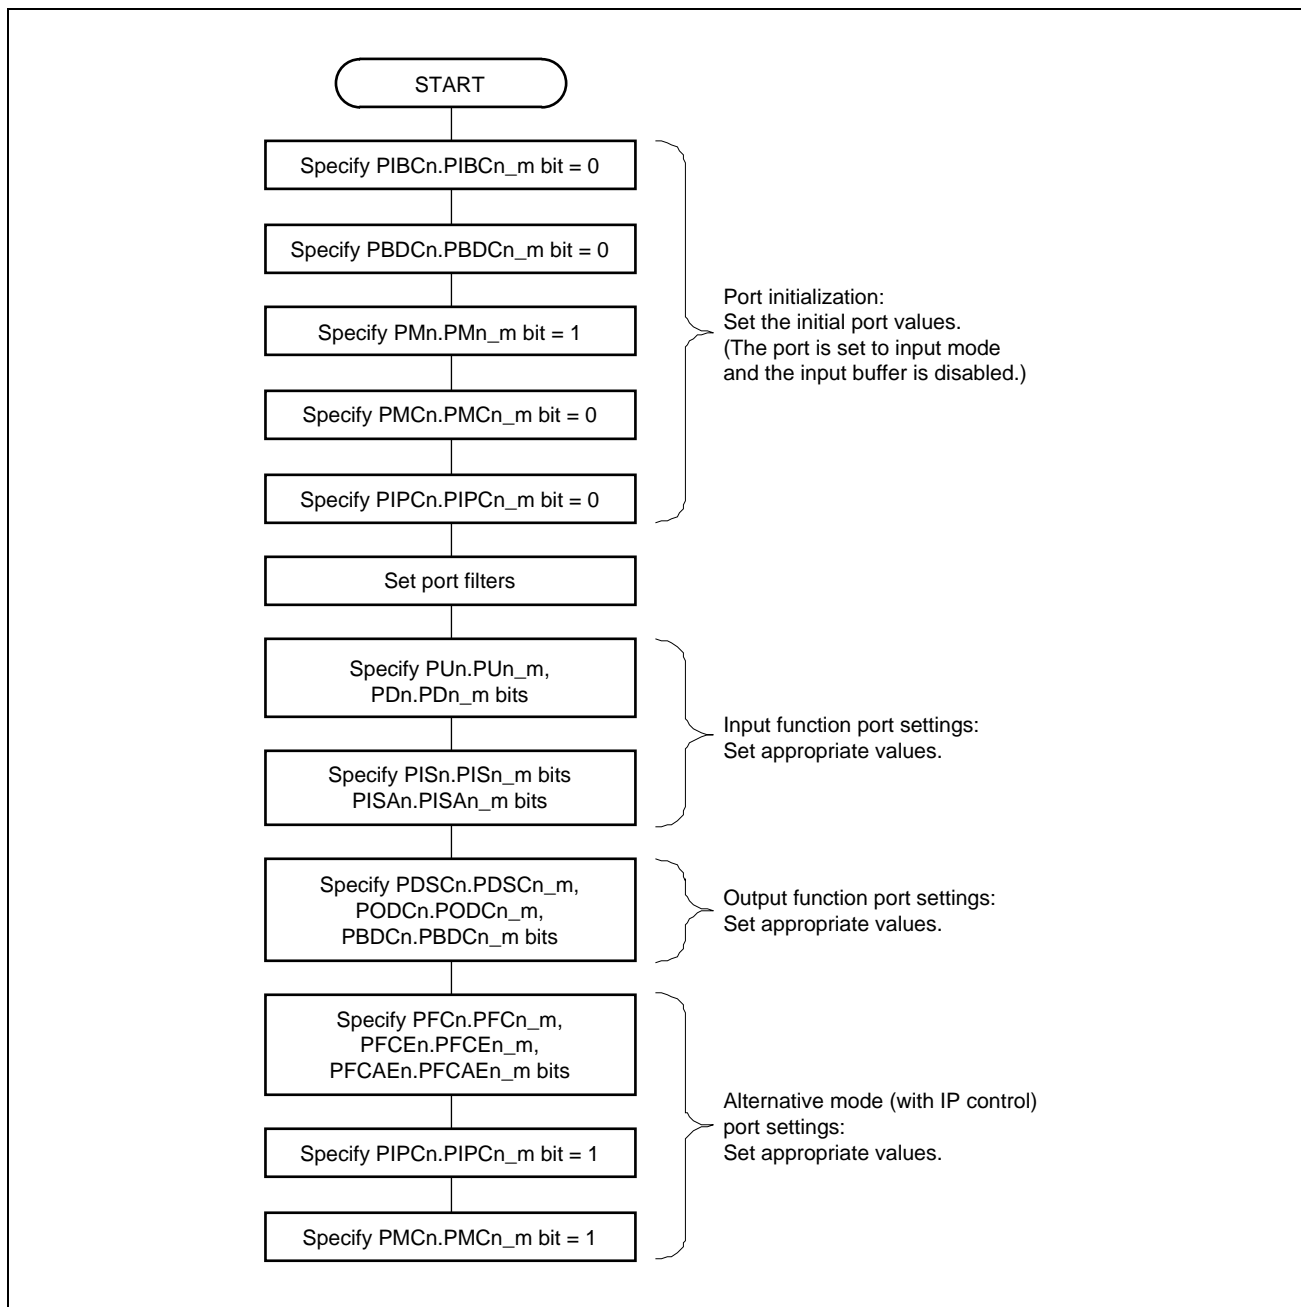 START
Specify PIBCn.PIBCn_m bit = 0
Specify PBDCn.PBDCn_m bit = 0
Specify PMn.PMn_m bit = 1
Specify PMCn.PMCn_m bit = 0
Specify PIPCn.PIPCn_m bit = 0
Port initialization:
Set the initial port values.
(The port is set to input mode
and the input buffer is disabled.)
Set port filters
Specify PUn.PUn_m,
PDn.PDn_m bits
Specify PISn.PISn_m bits
PISAn.PISAn_m bits
Input function port settings:
Set appropriate values.
Specify PDSCn.PDSCn_m,
PODCn.PODCn_m,
PBDCn.PBDCn_m bits
Output function port settings:
Set appropriate values.
Specify PFCn.PFCn_m,
PFCEn.PFCEn_m,
PFCAEn.PFCAEn_m bits
Specify PIPCn.PIPCn_m bit = 1
Specify PMCn.PMCn_m bit = 1
Alternative mode (with IP control)
port settings:
Set appropriate values.